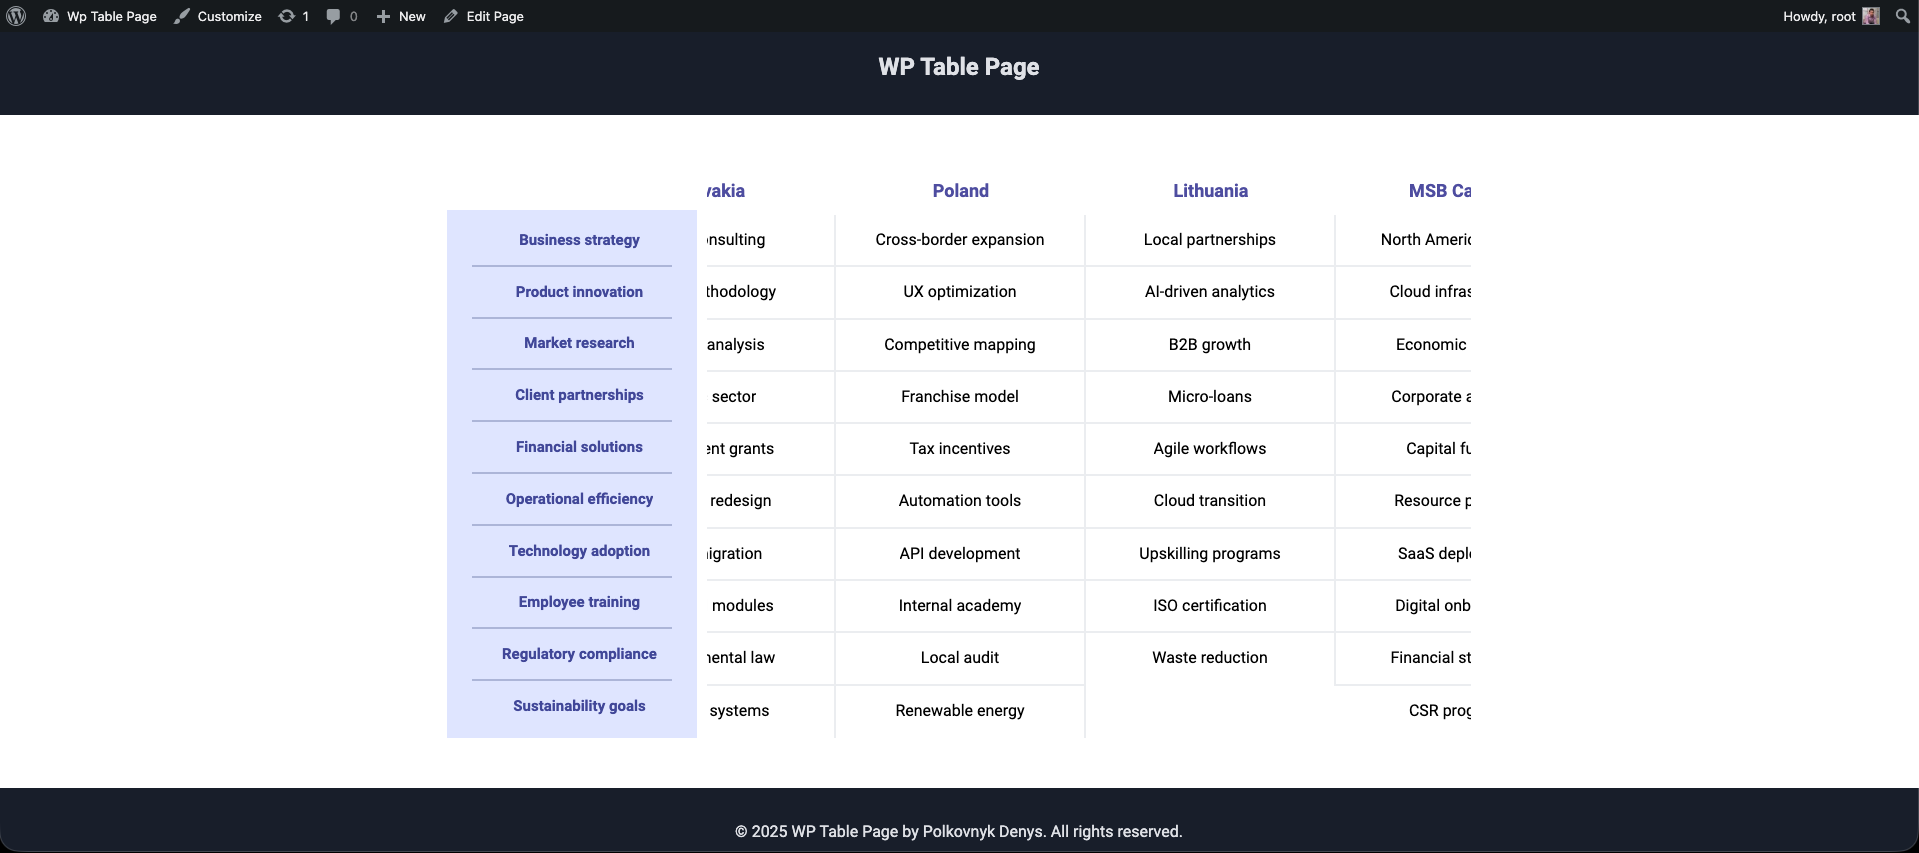 Wp Table Page Customize 1 0 New Edit Page Howdy, root
WP Table Page
vakia Poland Lithuania MSB Ca
Business strategy onsulting Cross-border expansion Local partnerships North Americ
Product innovation thodology UX optimization AI-driven analytics Cloud infras
Market research analysis Competitive mapping B2B growth Economic
Client partnerships sector Franchise model Micro-loans Corporate a
Financial solutions ent grants Tax incentives Agile workflows Capital fu
Operational efficiency redesign Automation tools Cloud transition Resource p
Technology adoption igration API development Upskilling programs SaaS deplo
Employee training modules Internal academy ISO certification Digital onb
Regulatory compliance nental law Local audit Waste reduction Financial st
Sustainability goals systems Renewable energy CSR prog
© 2025 WP Table Page by Polkovnyk Denys. All rights reserved.